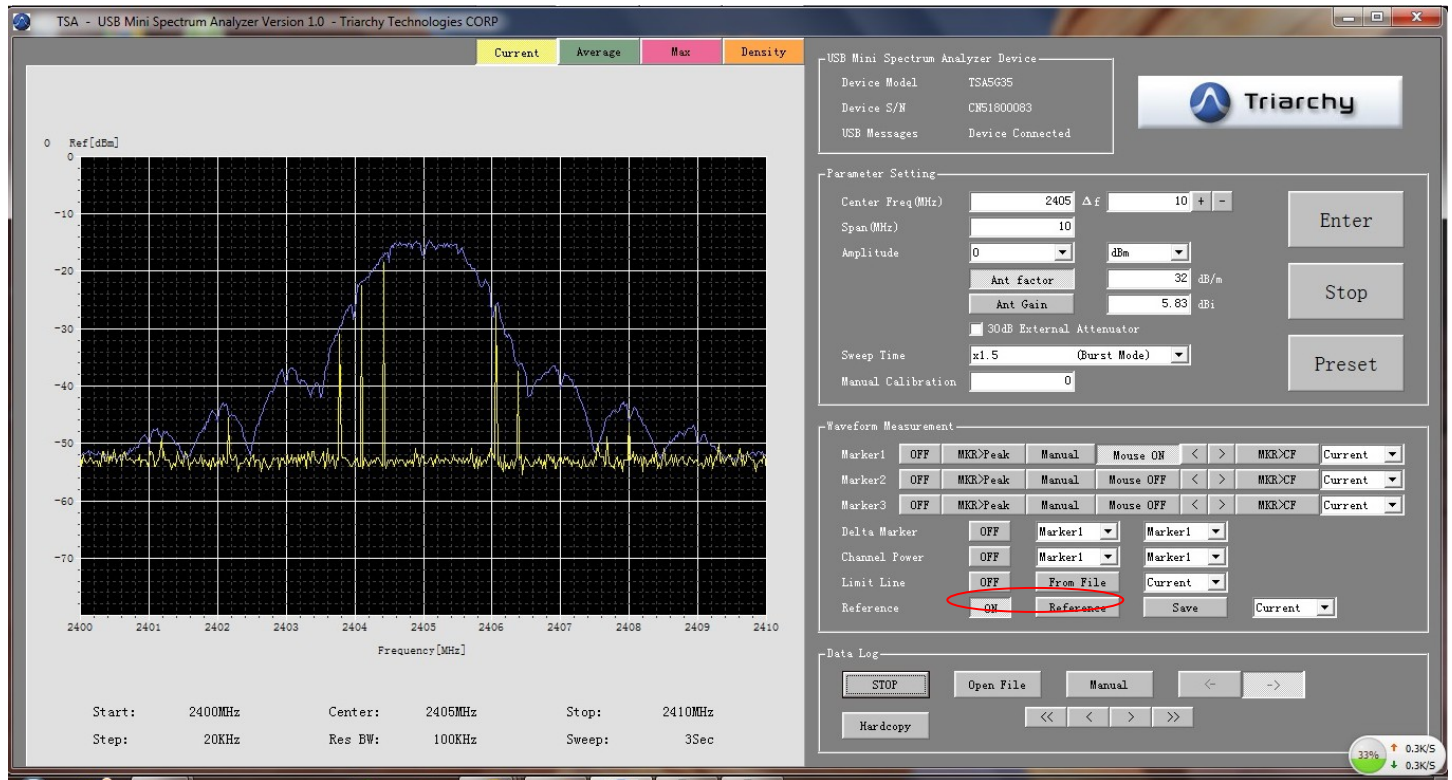 TSA - USB Mini Spectrum Analyzer Version 1.0 - Triarchy Technologies CORP
Current Average Max Density
0 Ref[dBm]
0
-10
-20
-30
-40
-50
-60
-70
2400 2401 2402 2403 2404 2405 2406 2407 2408 2409 2410
Frequency[MHz]
Start: 2400MHz Center: 2405MHz Stop: 2410MHz
Step: 20KHz Res BW: 100KHz Sweep: 3Sec
USB Mini Spectrum Analyzer Device
Device Model TSA5G35
Device S/N CN51800083
USB Messages Device Connected
Triarchy
Parameter Setting
Center Freq(MHz) 2405 Δf 10 + -
Span(MHz) 10
Amplitude 0 dBm
Ant factor 32 dB/m
Ant Gain 5.83 dBi
30dB External Attenuator
Sweep Time x1.5 (Burst Mode)
Manual Calibration 0
Enter
Stop
Preset
Waveform Measurement
Marker1 OFF MKR>Peak Manual Mouse ON < > MKR>CF Current
Marker2 OFF MKR>Peak Manual Mouse OFF < > MKR>CF Current
Marker3 OFF MKR>Peak Manual Mouse OFF < > MKR>CF Current
Delta Marker OFF Marker1 Marker1
Channel Power OFF Marker1 Marker1
Limit Line OFF From File Current
Reference ON Reference Save Current
Data Log
STOP Open File Manual <- ->
Hardcopy << < > >>
33% 0.3K/S
0.3K/S